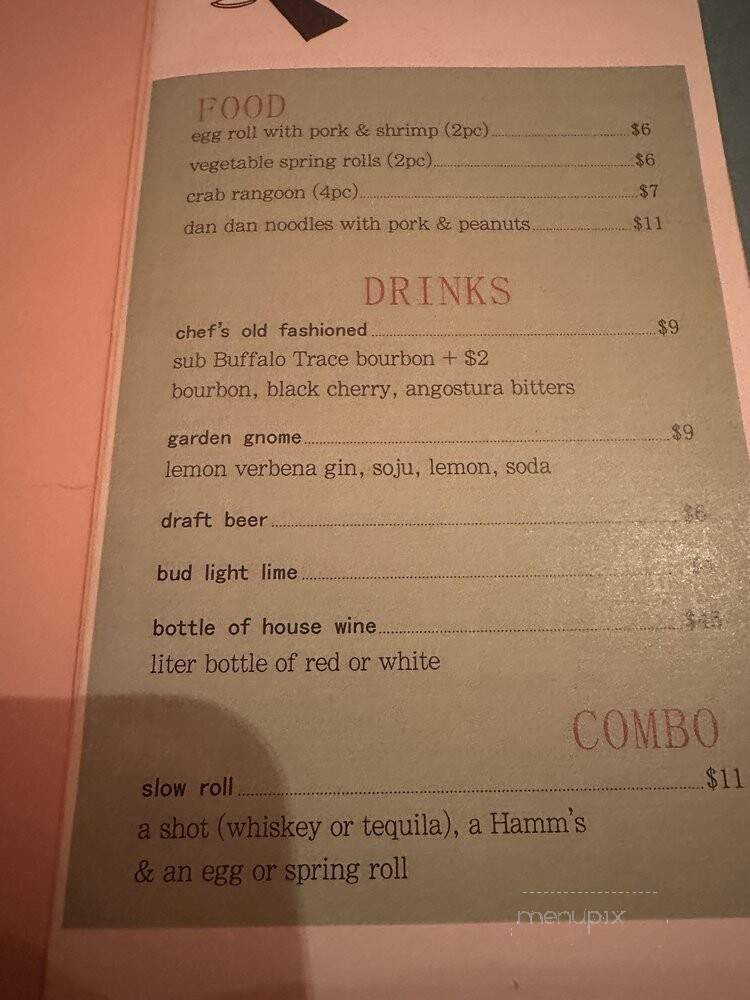 FOOD
egg roll with pork & shrimp (2pc) $6
vegetable spring rolls (2pc) $6
crab rangoon (4pc) $7
dan dan noodles with pork & peanuts $11
DRINKS
chef's old fashioned $9
sub Buffalo Trace bourbon + $2
bourbon, black cherry, angostura bitters
garden gnome $9
lemon verbena gin, soju, lemon, soda
draft beer $6
bud light lime
bottle of house wine
liter bottle of red or white
COMBO
slow roll $11
a shot (whiskey or tequila), a Hamm's
& an egg or spring roll
menupix